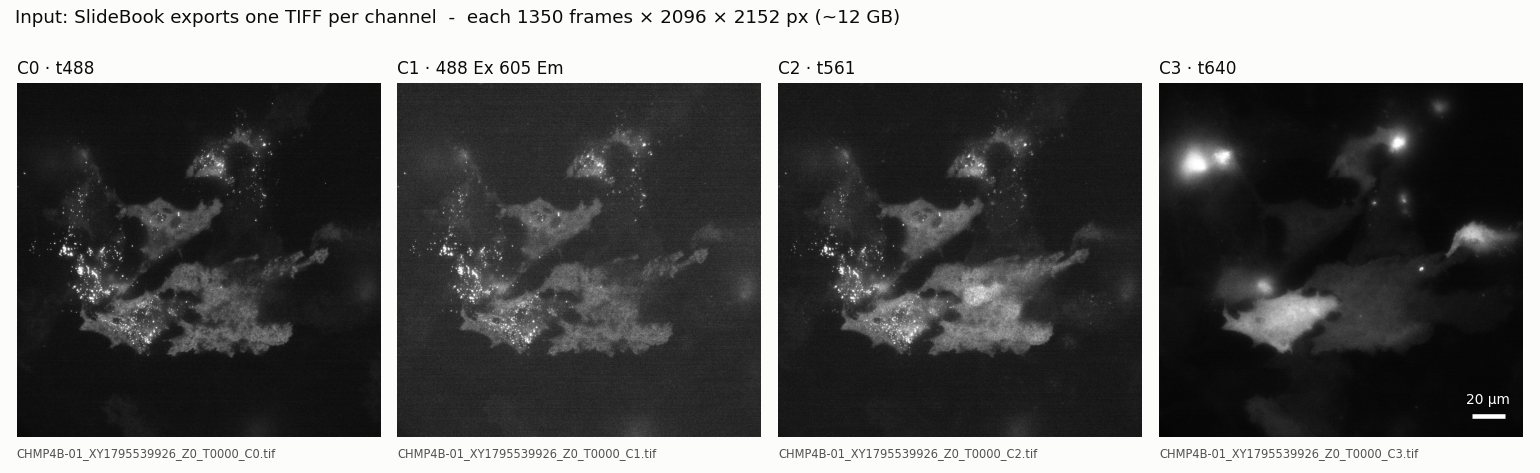 Input: SlideBook exports one TIFF per channel  -  each 1350 frames × 2096 × 2152 px (~12 GB)
C0 · t488
C1 · 488 Ex 605 Em
C2 · t561
C3 · t640
20 µm
CHMP4B-01_XY1795539926_Z0_T0000_C0.tif
CHMP4B-01_XY1795539926_Z0_T0000_C1.tif
CHMP4B-01_XY1795539926_Z0_T0000_C2.tif
CHMP4B-01_XY1795539926_Z0_T0000_C3.tif